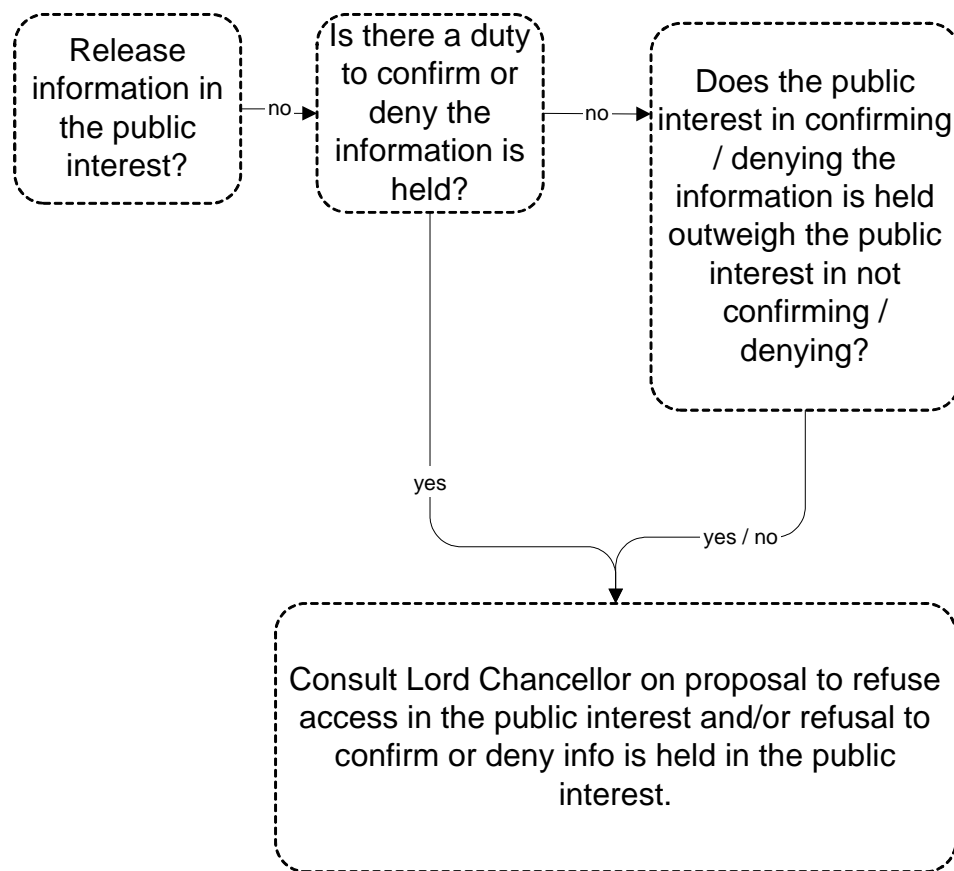 Release
information in
the public
interest?
no
Is there a duty
to confirm or
deny the
information is
held?
no
Does the public
interest in confirming
/ denying the
information is held
outweigh the public
interest in not
confirming /
denying?
yes
yes / no
Consult Lord Chancellor on proposal to refuse
access in the public interest and/or refusal to
confirm or deny info is held in the public
interest.